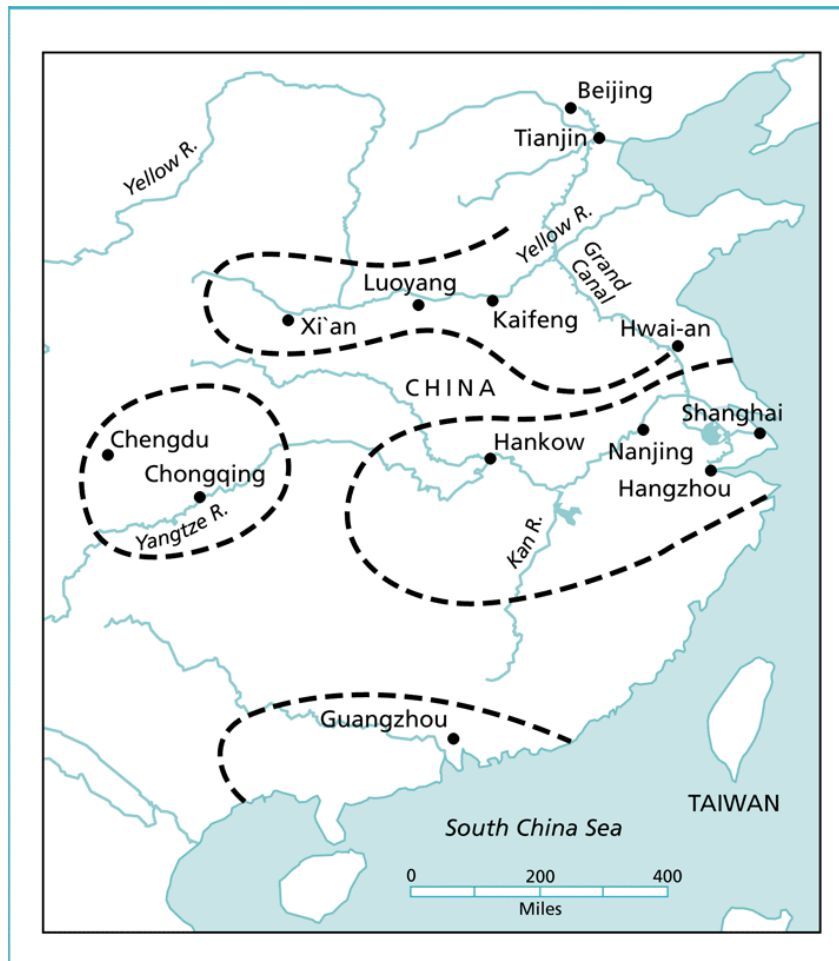 Beijing
Tianjin
Yellow R.
Yellow R.
Grand
Canal
Luoyang
Xi`an
Kaifeng
Hwai-an
CHINA
Shanghai
Chengdu
Hankow
Nanjing
Chongqing
Hangzhou
Yangtze R.
Kan R.
Guangzhou
TAIWAN
South China Sea
0 200 400
Miles